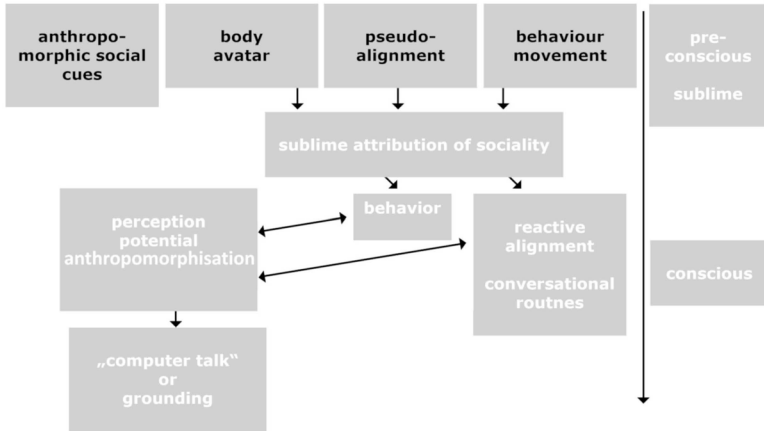 anthropo-
morphic social
cues
body
avatar
pseudo-
alignment
behaviour
movement
pre-
conscious
sublime
sublime attribution of sociality
perception
potential
anthropomorphisation
behavior
reactive
alignment
conversational
routnes
conscious
„computer talk“
or
grounding